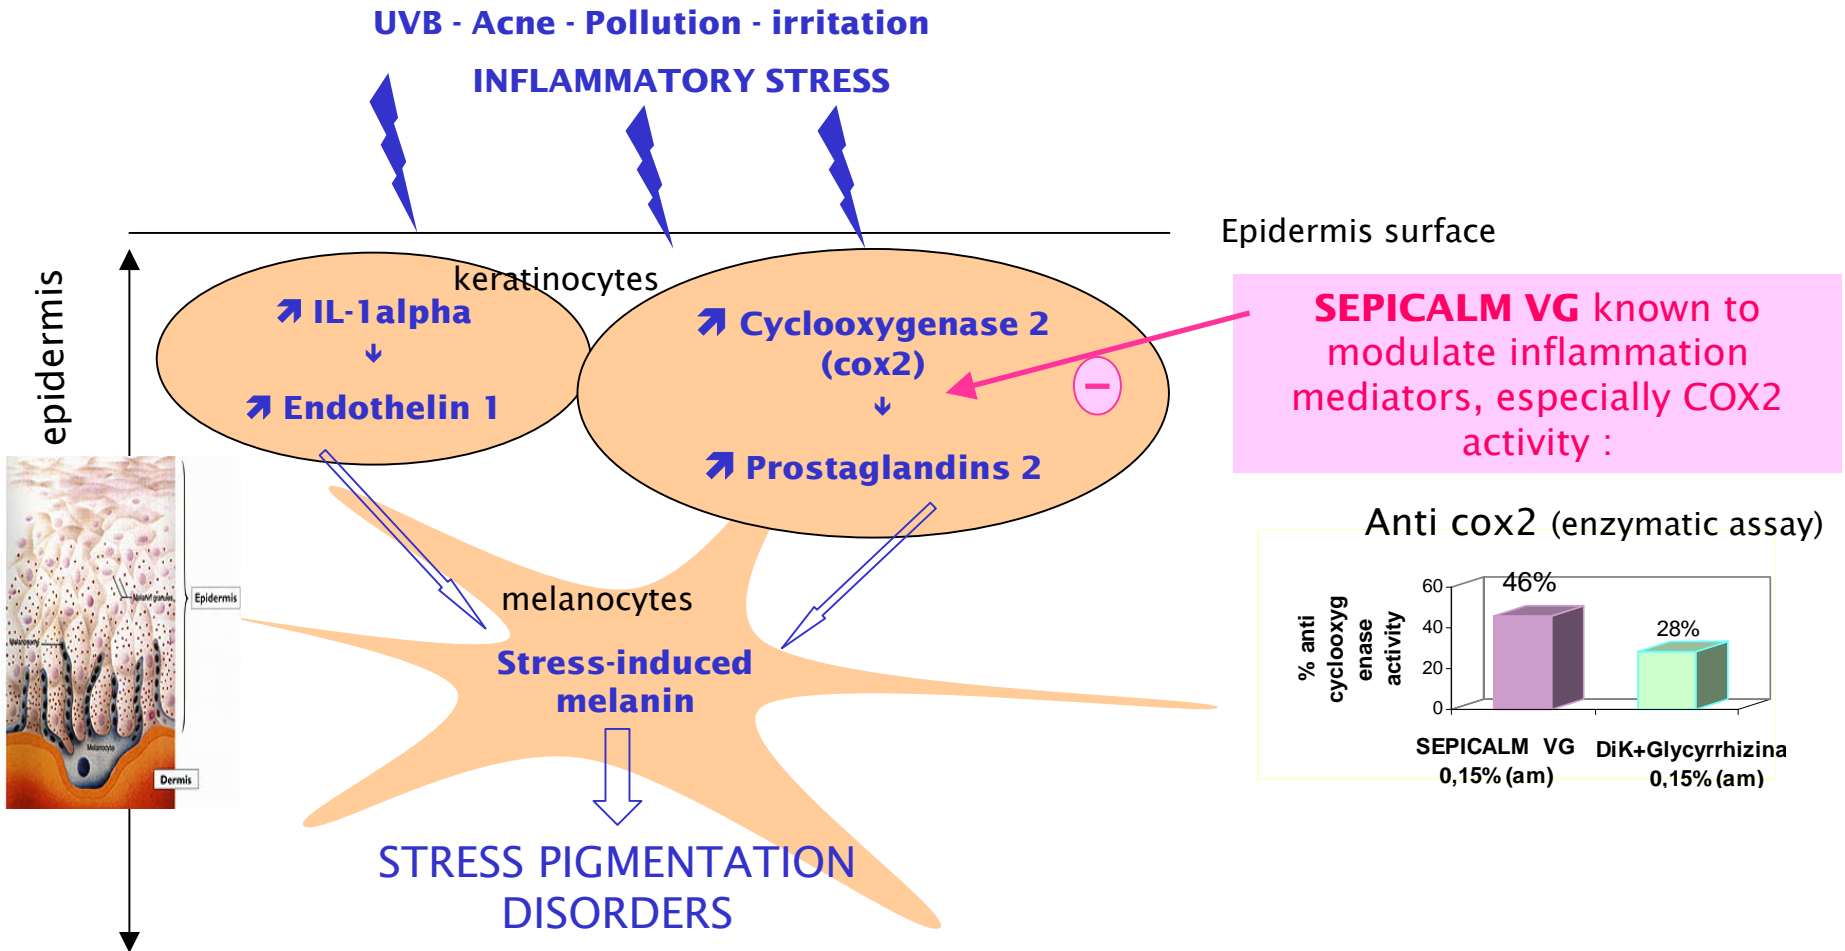 UVB - Acne - Pollution - irritation
INFLAMMATORY STRESS
Epidermis surface
epidermis
keratinocytes
IL-1alpha
Endothelin 1
Cyclooxygenase 2
(cox2)
Prostaglandins 2
SEPICALM VG known to
modulate inflammation
mediators, especially COX2
activity :
melanocytes
Stress-induced
melanin
STRESS PIGMENTATION
DISORDERS
Epidermis
Melanocyte
Dermis
Anti cox2 (enzymatic assay)
% anti
cyclooxyg
enase
activity
60
40
20
0
46%
28%
SEPICALM VG
0,15% (am)
DiK+Glycyrrhizina
0,15% (am)